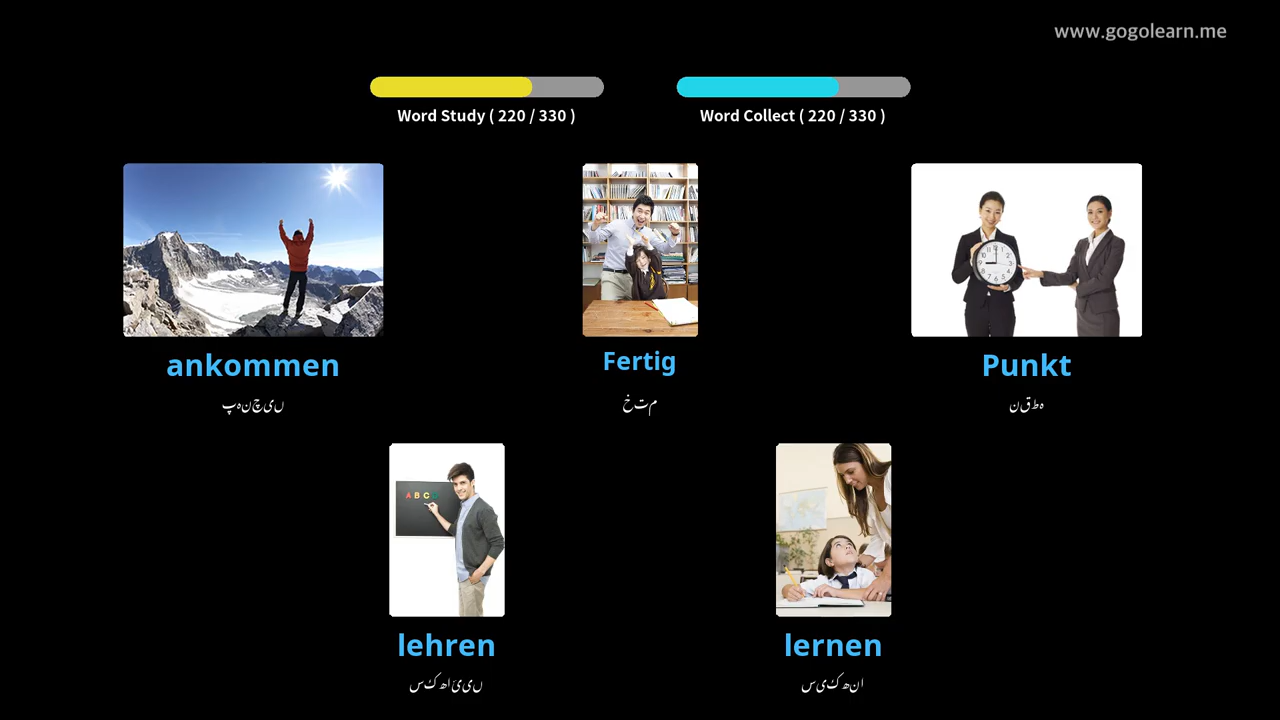 www.gogolearn.me
Word Study ( 220 / 330 )
Word Collect ( 220 / 330 )
ankommen
پہنچیں
Fertig
ختم
Punkt
نقطہ
lehren
سکھائیں
lernen
سیکھنا